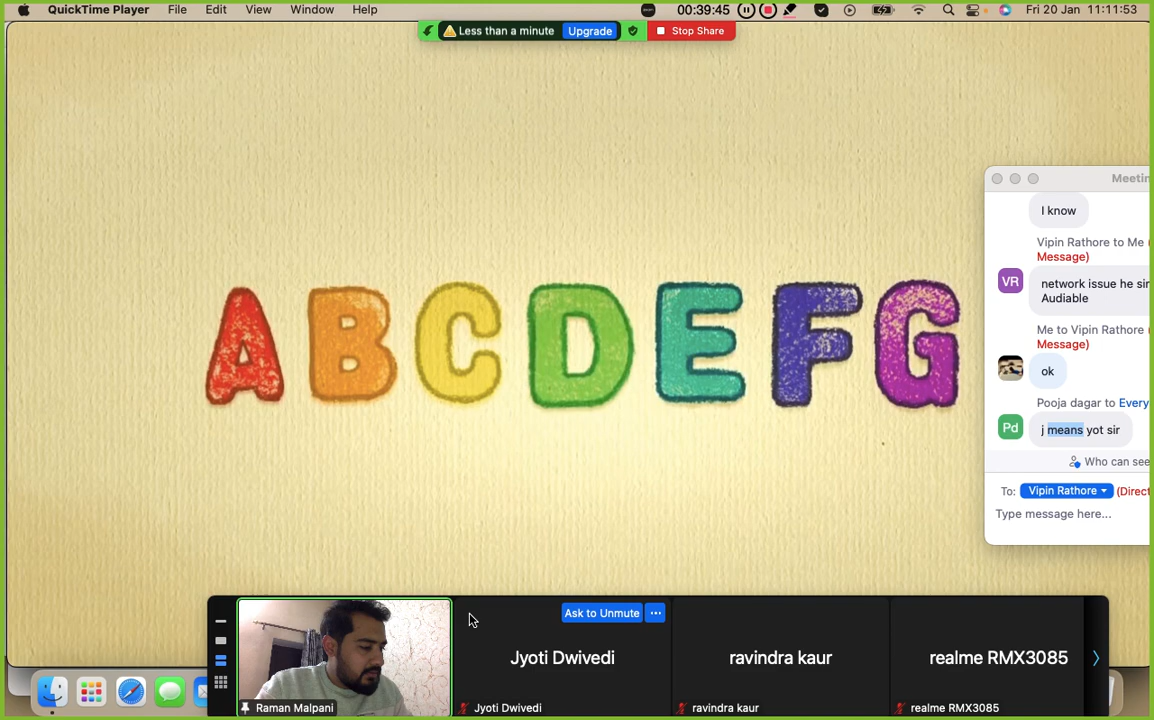 QuickTime Player File Edit View Window Help 00:39:45 Fri 20 Jan 11:11:53
Less than a minute Upgrade Stop Share
Meetin
I know
Vipin Rathore to Me (
Message)
VR
network issue he sir
Audiable
Me to Vipin Rathore (
Message)
ok
Pooja dagar to Every
Pd
j means yot sir
Who can see
To: Vipin Rathore (Direct
Type message here...
A B C D E F G
Ask to Unmute ...
Jyoti Dwivedi ravindra kaur realme RMX3085
Raman Malpani Jyoti Dwivedi ravindra kaur realme RMX3085